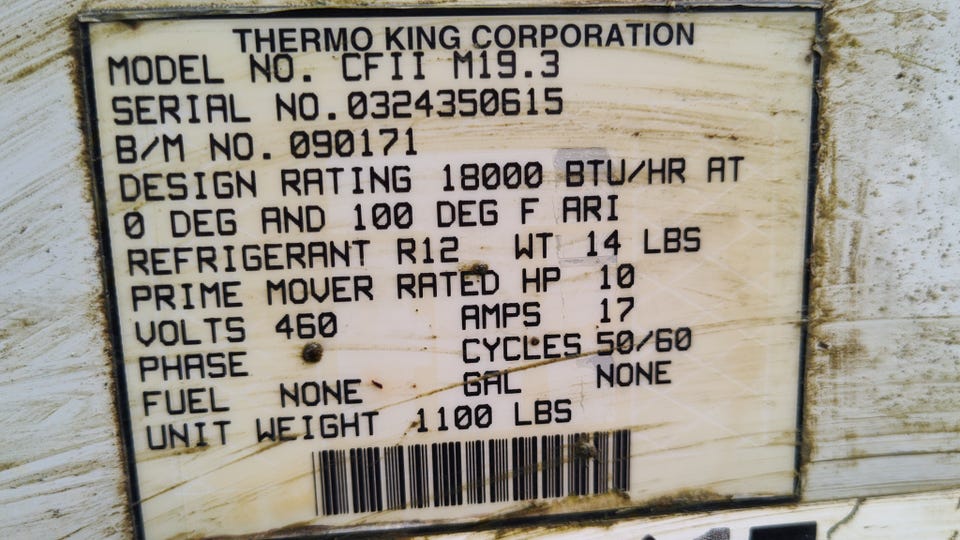 THERMO KING CORPORATION
MODEL NO. CFII M19.3
SERIAL NO.0324350615
B/M NO. 090171
DESIGN RATING 18000 BTU/HR AT
0 DEG AND 100 DEG F ARI
REFRIGERANT R12 WT 14 LBS
PRIME MOVER RATED HP 10
VOLTS 460 AMPS 17
PHASE CYCLES 50/60
FUEL NONE GAL NONE
UNIT WEIGHT 1100 LBS